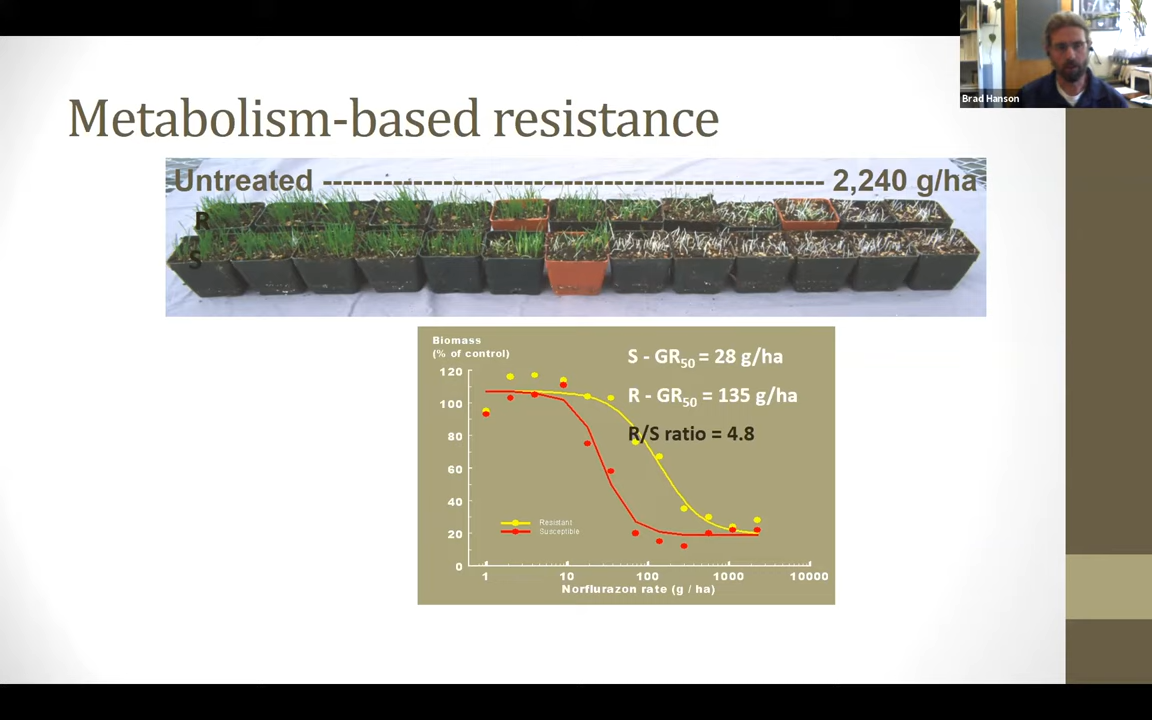 Brad Hanson
Metabolism-based resistance
Untreated -------------------------------------------------- 2,240 g/ha
R
S
Biomass
(% of control)
S - GR50 = 28 g/ha
R - GR50 = 135 g/ha
R/S ratio = 4.8
120
100
80
60
40
20
0
Resistant
Susceptible
1 10 100 1000 10000
Norflurazon rate (g / ha)